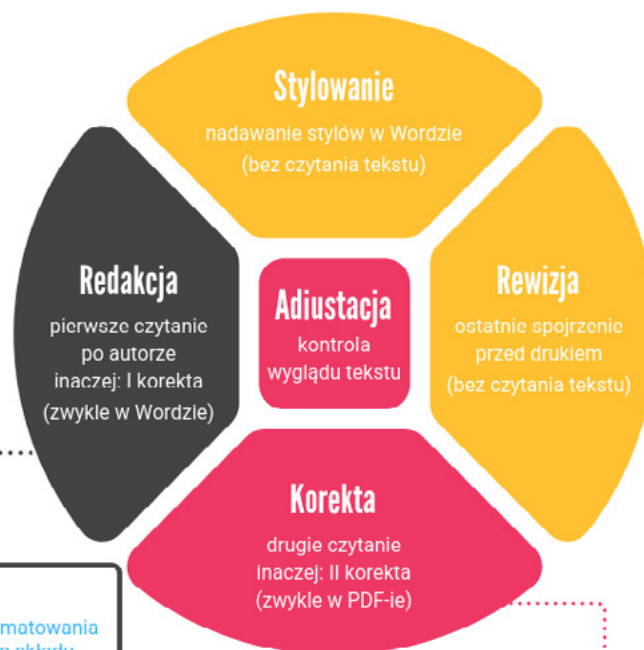 Stylowanie
nadawanie stylów w Wordzie
(bez czytania tekstu)
Redakcja
pierwsze czytanie
po autorze
inaczej: I korekta
(zwykle w Wordzie)
Adiustacja
kontrola
wyglądu tekstu
Rewizja
ostatnie spojrzenie
przed drukiem
(bez czytania tekstu)
Korekta
drugie czytanie
inaczej: II korekta
(zwykle w PDF-ie)
matowania